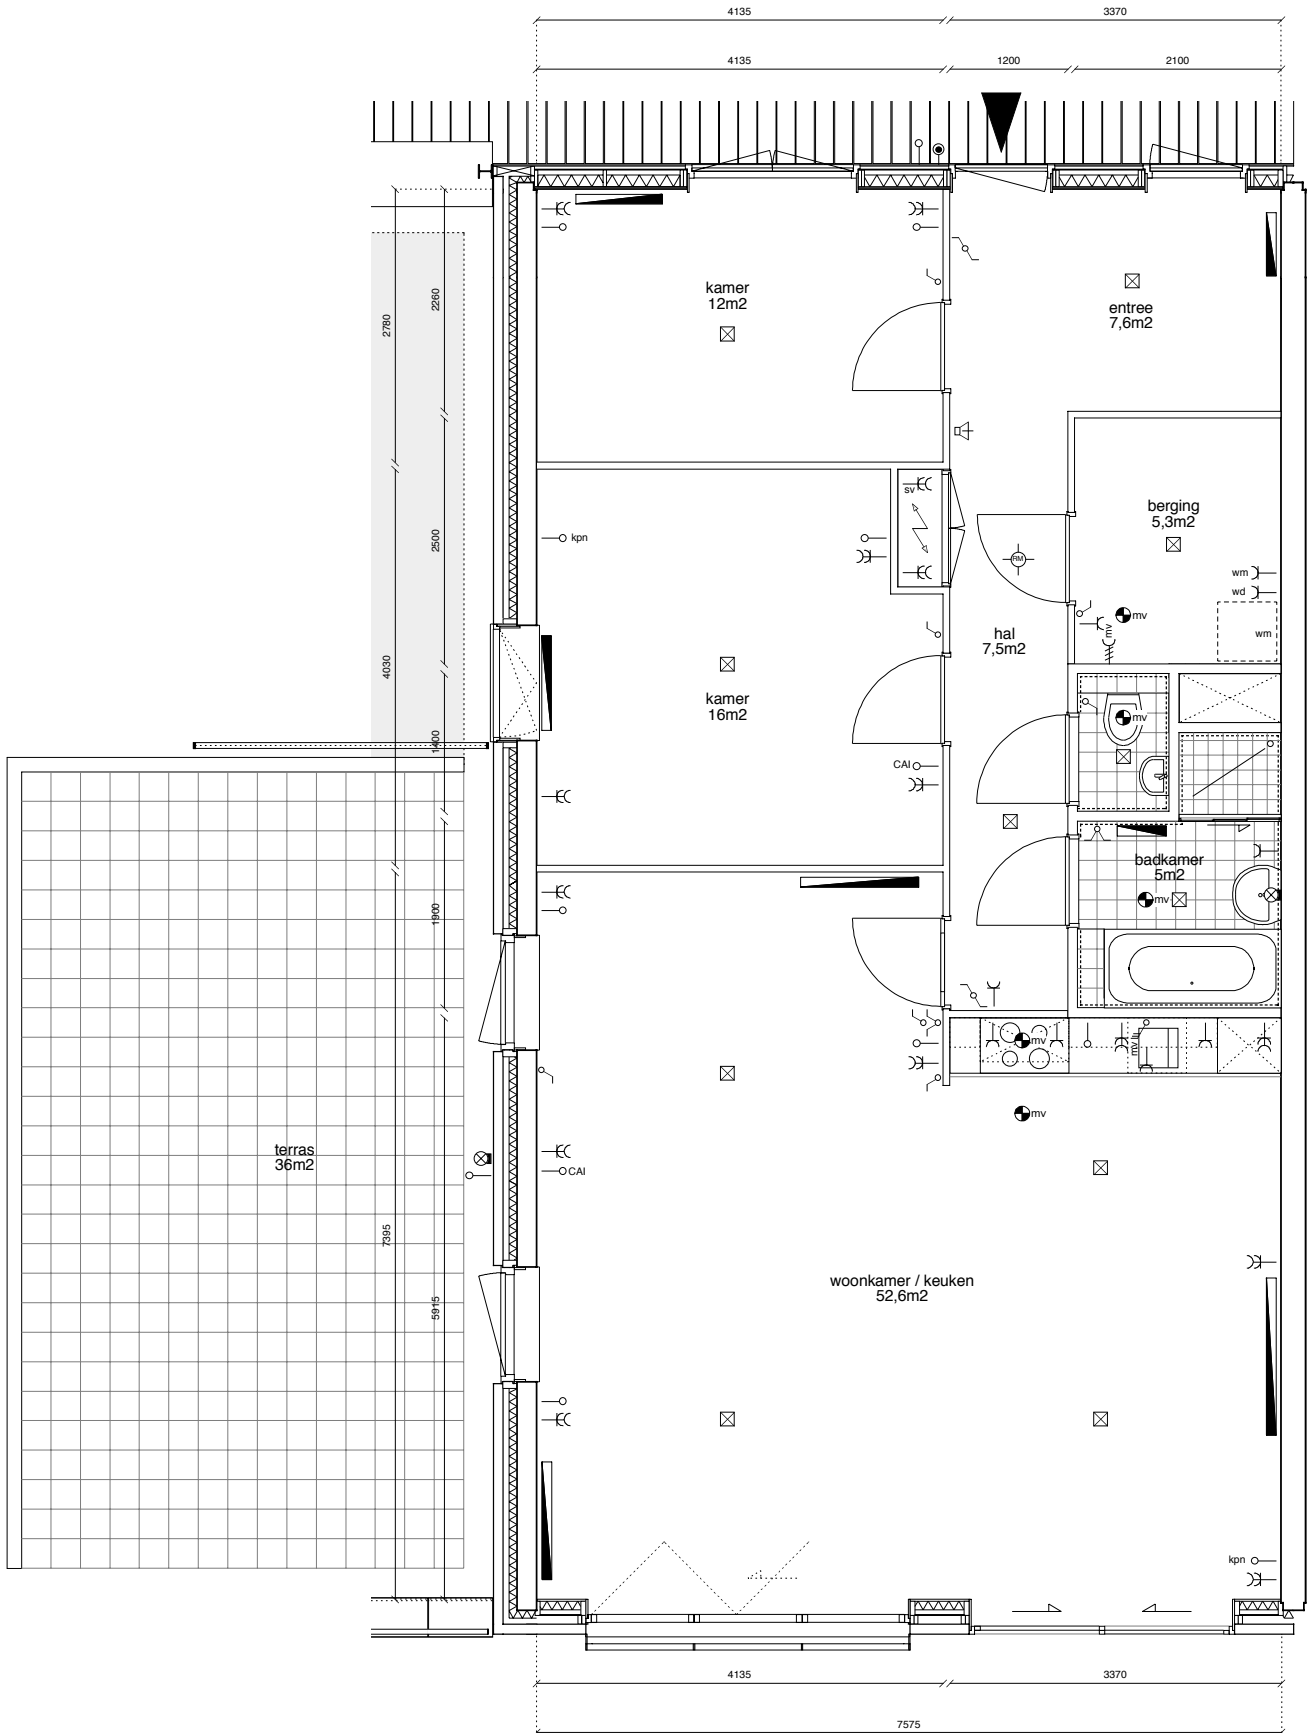 4135
3370
4135
1200
2100
kamer
12m2
entree
7,6m2
2780
2260
sv
berging
5,3m2
kpn
2500
RM
wm
wd
mv
mv
wm
hal
7,5m2
4030
kamer
16m2
mv
1400
CAI
badkamer
5m2
mv
1900
mv
mv
mv
terras
36m2
CAI
7395
woonkamer / keuken
52,6m2
5915
kpn
4135
3370
7575